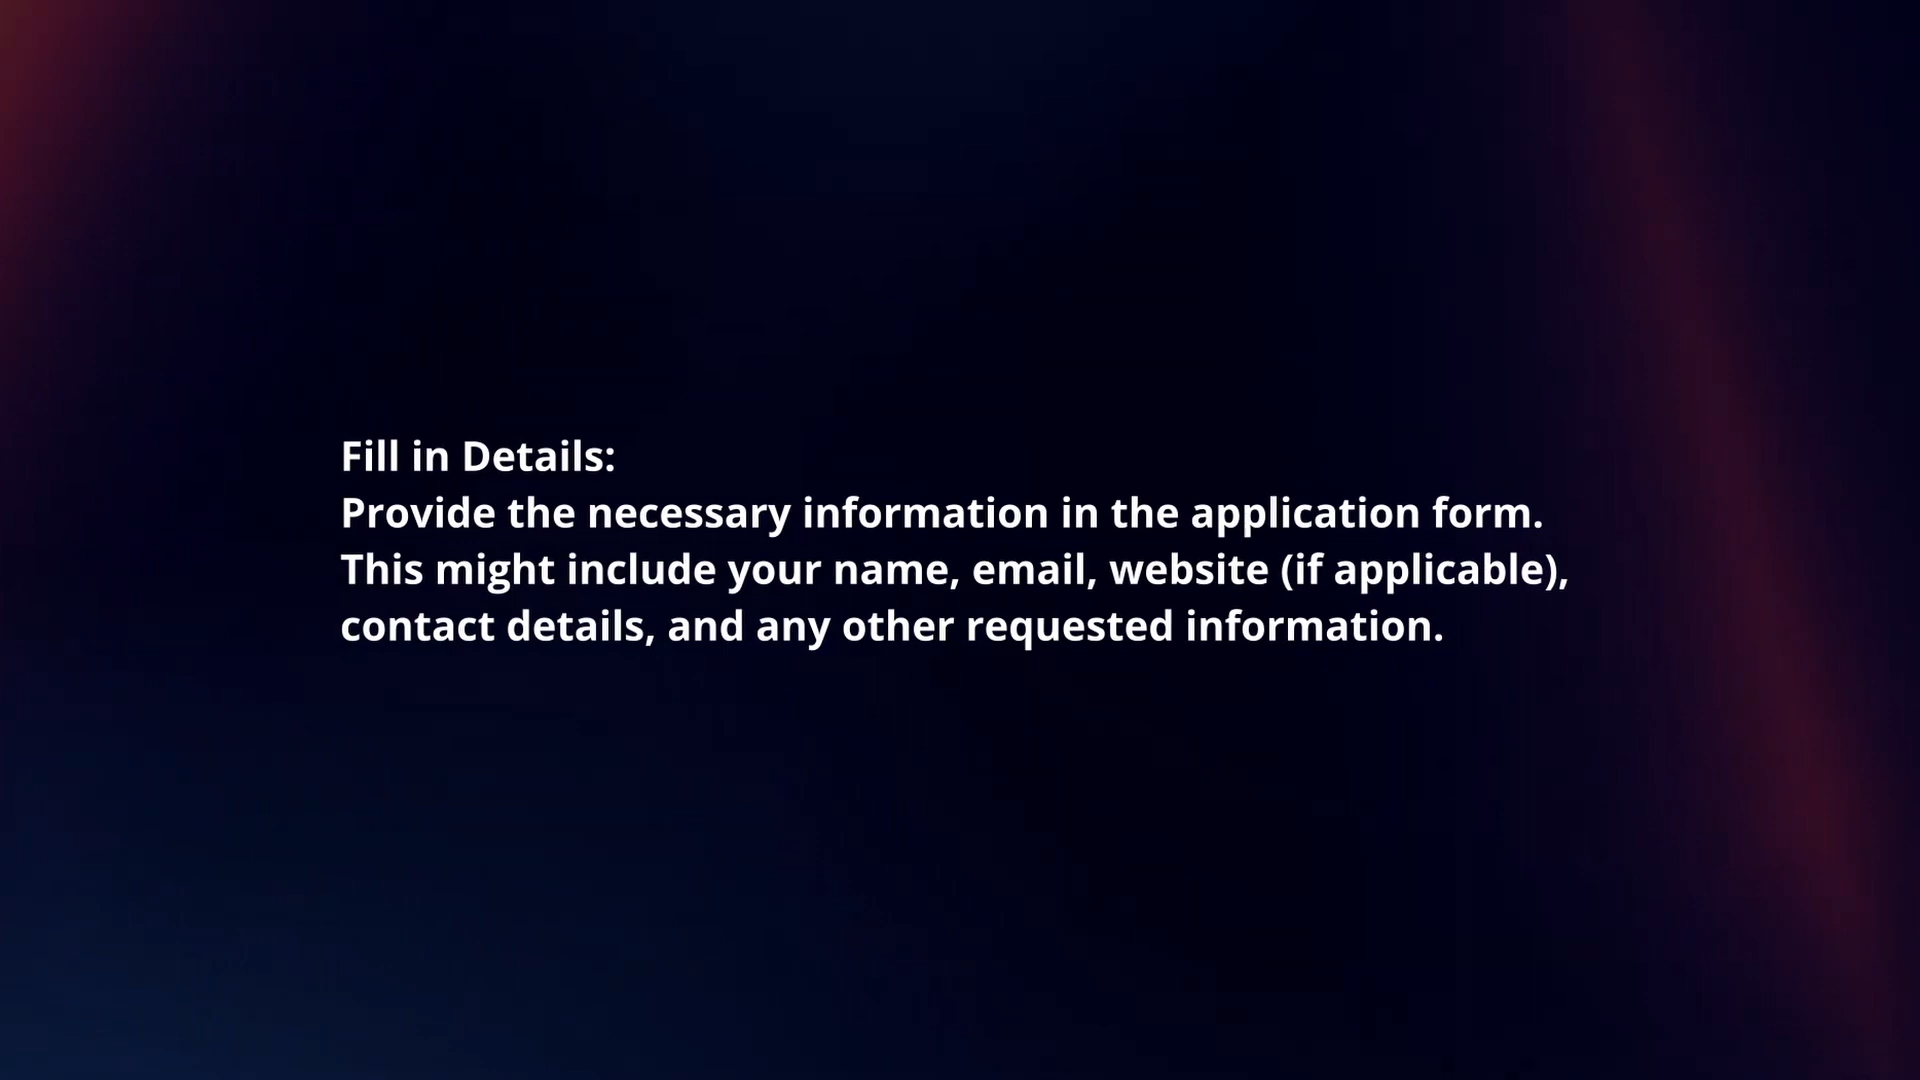 Fill in Details:
Provide the necessary information in the application form.
This might include your name, email, website (if applicable),
contact details, and any other requested information.